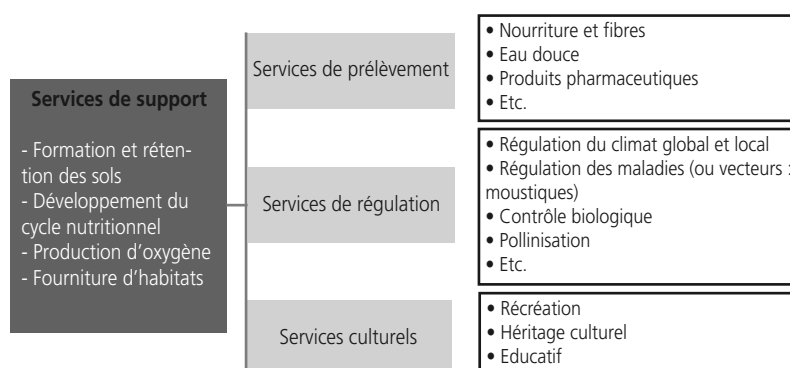 Services de support
- Formation et réten-
tion des sols
- Développement du
cycle nutritionnel
- Production d’oxygène
- Fourniture d’habitats
Services de prélèvement
• Nourriture et fibres
• Eau douce
• Produits pharmaceutiques
• Etc.
Services de régulation
• Régulation du climat global et local
• Régulation des maladies (ou vecteurs :
moustiques)
• Contrôle biologique
• Pollinisation
• Etc.
Services culturels
• Récréation
• Héritage culturel
• Educatif